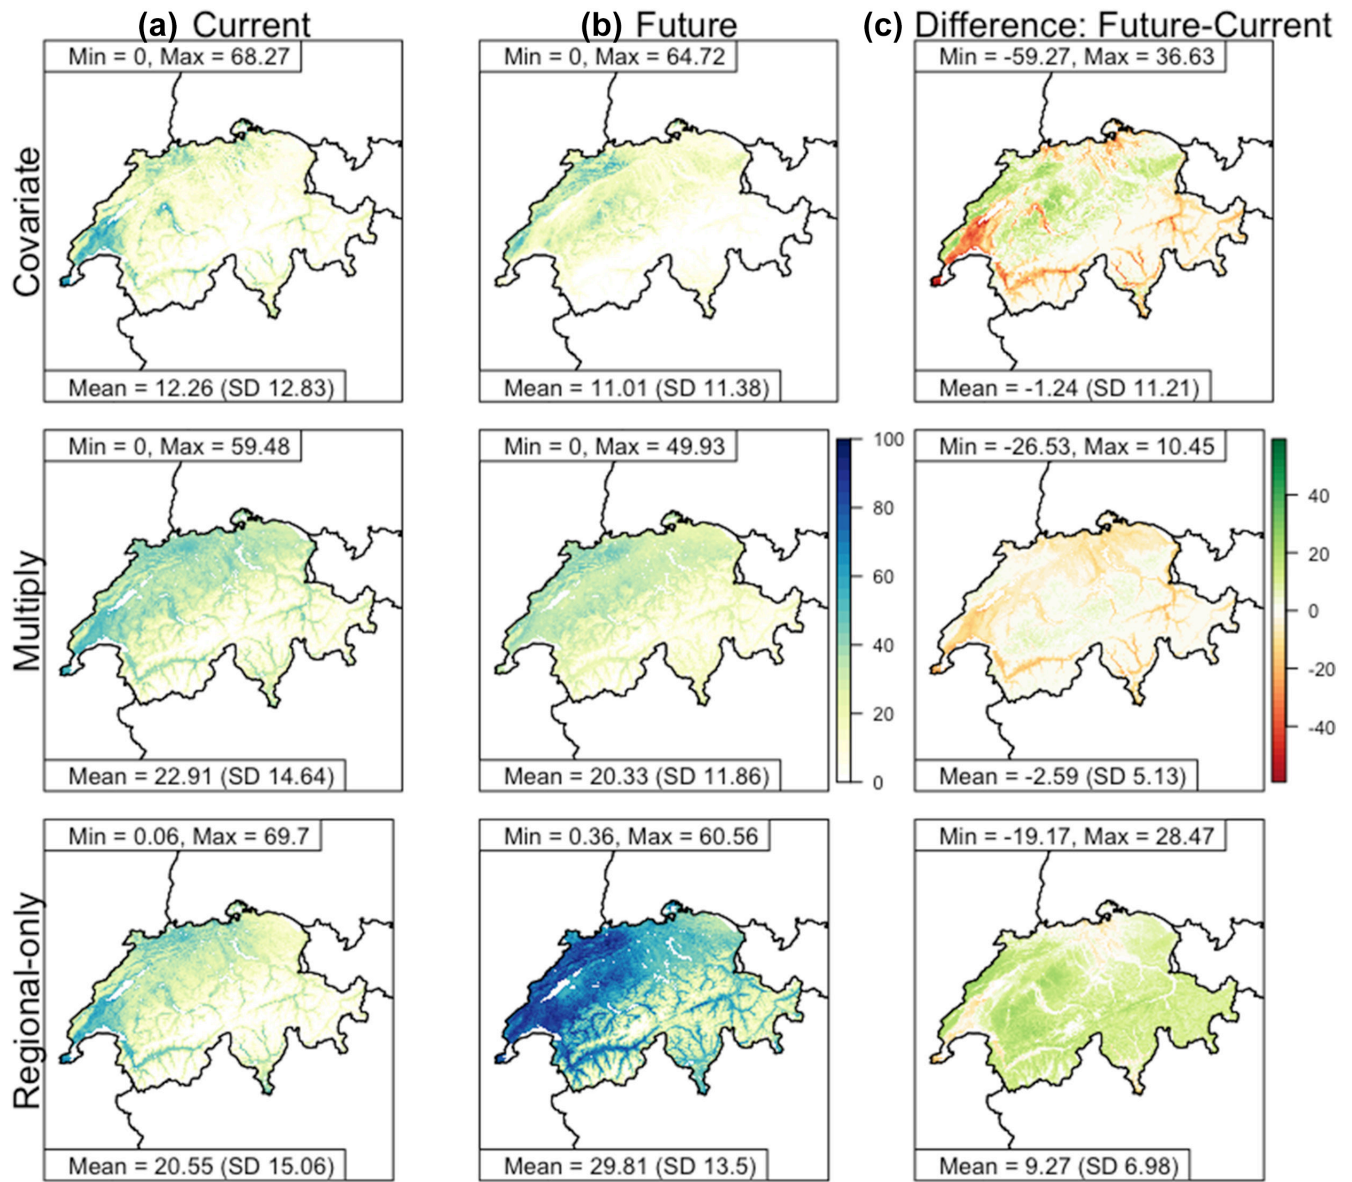 (a) Current
(b) Future
(c) Difference: Future-Current
Covariate
Min = 0, Max = 68.27
Mean = 12.26 (SD 12.83)
Min = 0, Max = 64.72
Mean = 11.01 (SD 11.38)
Min = -59.27, Max = 36.63
Mean = -1.24 (SD 11.21)
Multiply
Min = 0, Max = 59.48
Mean = 22.91 (SD 14.64)
Min = 0, Max = 49.93
Mean = 20.33 (SD 11.86)
100
80
60
40
20
0
Min = -26.53, Max = 10.45
Mean = -2.59 (SD 5.13)
40
20
0
-20
-40
Regional-only
Min = 0.06, Max = 69.7
Mean = 20.55 (SD 15.06)
Min = 0.36, Max = 60.56
Mean = 29.81 (SD 13.5)
Min = -19.17, Max = 28.47
Mean = 9.27 (SD 6.98)